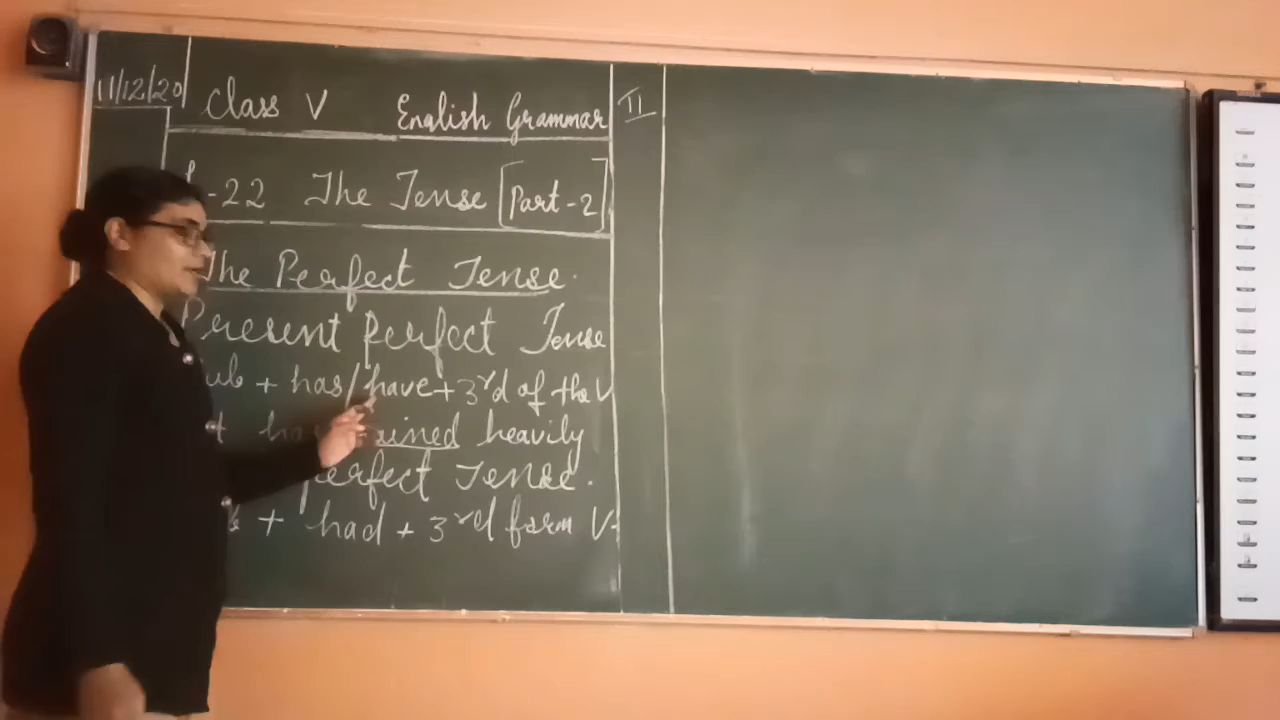 11/12/20
Class V English Grammar II
-22 The Tense [Part-2]
The Perfect Tense.
Present perfect Tense
+ has/have + 3rd of the V
heavily
perfect Tense.
+ had + 3rd form V